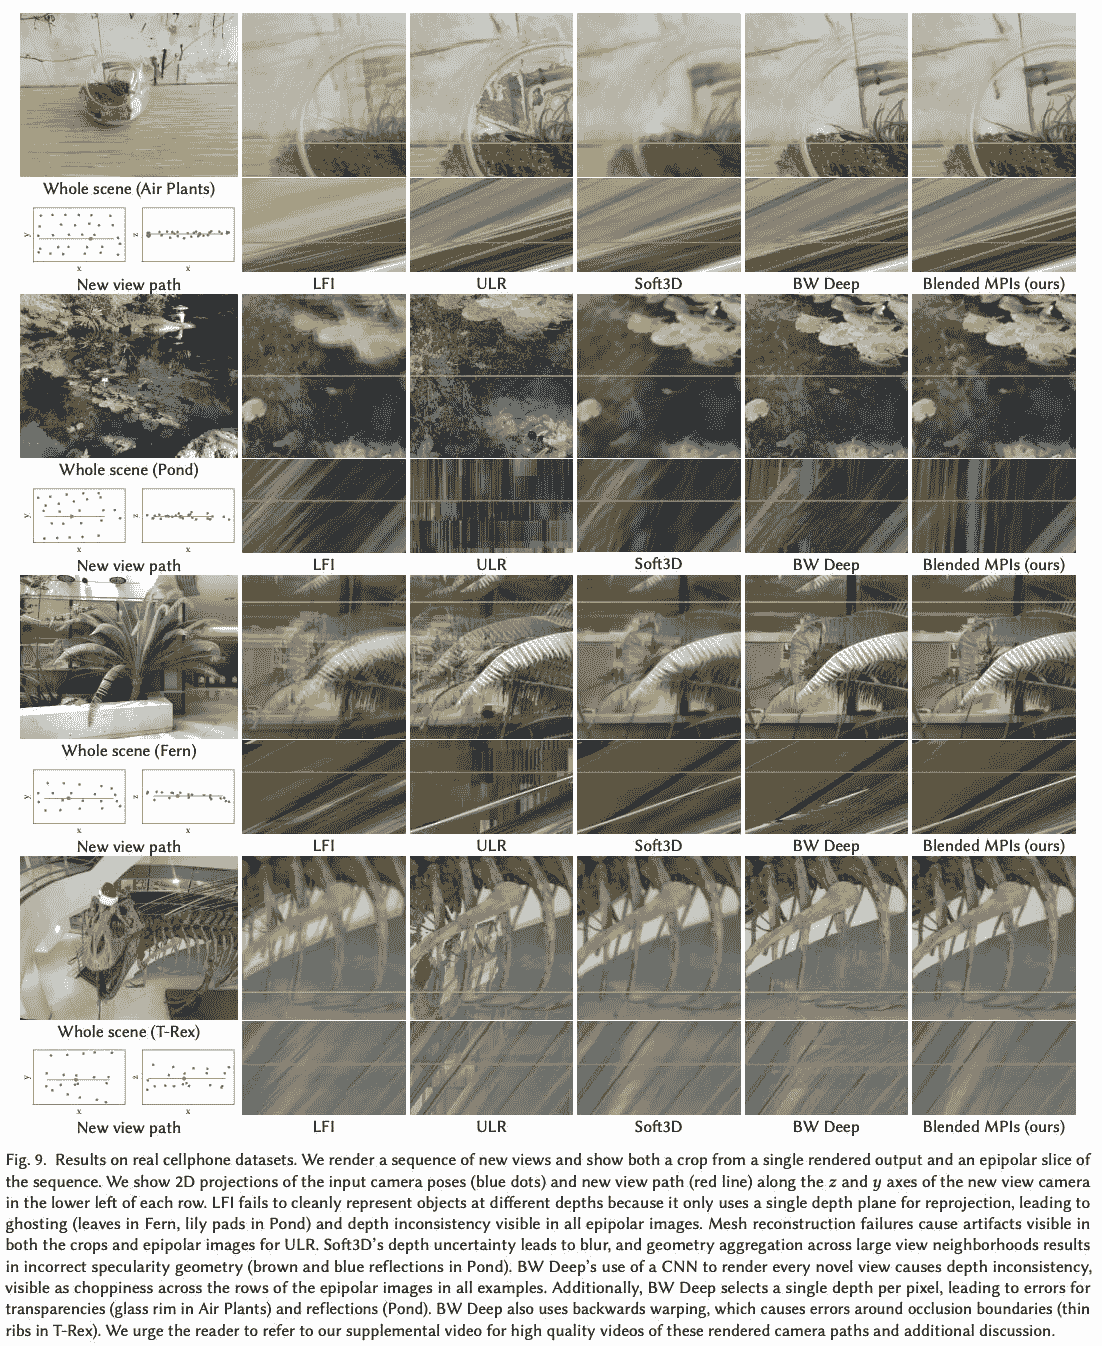 Whole scene (Air Plants)
y
x
z
x
New view path
LFI
ULR
Soft3D
BW Deep
Blended MPIs (ours)
Whole scene (Pond)
y
x
z
x
New view path
LFI
ULR
Soft3D
BW Deep
Blended MPIs (ours)
Whole scene (Fern)
y
x
z
x
New view path
LFI
ULR
Soft3D
BW Deep
Blended MPIs (ours)
Whole scene (T-Rex)
y
x
z
x
New view path
LFI
ULR
Soft3D
BW Deep
Blended MPIs (ours)
Fig. 9. Results on real cellphone datasets. We render a sequence of new views and show both a crop from a single rendered output and an epipolar slice of
the sequence. We show 2D projections of the input camera poses (blue dots) and new view path (red line) along the z and y axes of the new view camera
in the lower left of each row. LFI fails to cleanly represent objects at different depths because it only uses a single depth plane for reprojection, leading to
ghosting (leaves in Fern, lily pads in Pond) and depth inconsistency visible in all epipolar images. Mesh reconstruction failures cause artifacts visible in
both the crops and epipolar images for ULR. Soft3D's depth uncertainty leads to blur, and geometry aggregation across large view neighborhoods results
in incorrect specularity geometry (brown and blue reflections in Pond). BW Deep's use of a CNN to render every novel view causes depth inconsistency,
visible as choppiness across the rows of the epipolar images in all examples. Additionally, BW Deep selects a single depth per pixel, leading to errors for
transparencies (glass rim in Air Plants) and reflections (Pond). BW Deep also uses backwards warping, which causes errors around occlusion boundaries (thin
ribs in T-Rex). We urge the reader to refer to our supplemental video for high quality videos of these rendered camera paths and additional discussion.